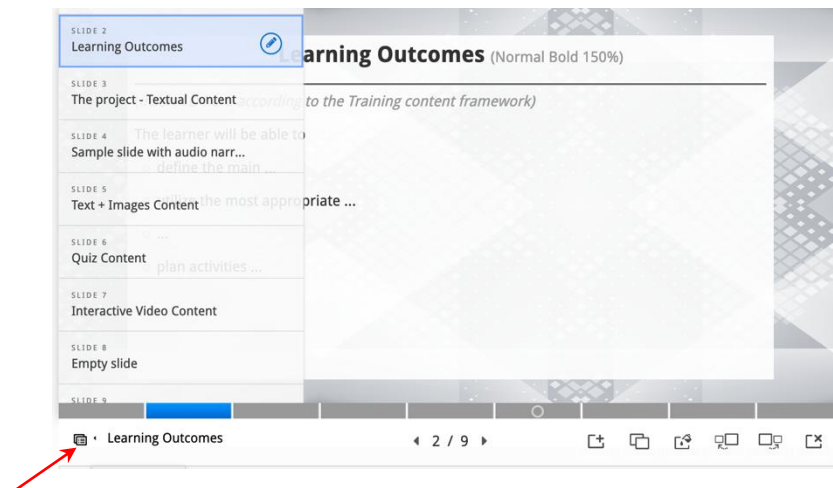 SLIDE 2
Learning Outcomes
SLIDE 3
The project - Textual Content
SLIDE 4
Sample slide with audio narr...
SLIDE 5
Text + Images Content
SLIDE 6
Quiz Content
SLIDE 7
Interactive Video Content
SLIDE 8
Empty slide
SLIDE 9
Learning Outcomes (Normal Bold 150%)
according to the Training content framework)
The learner will be able to
define the main ...
the most appropriate ...
...
plan activities ...
Learning Outcomes
2 / 9